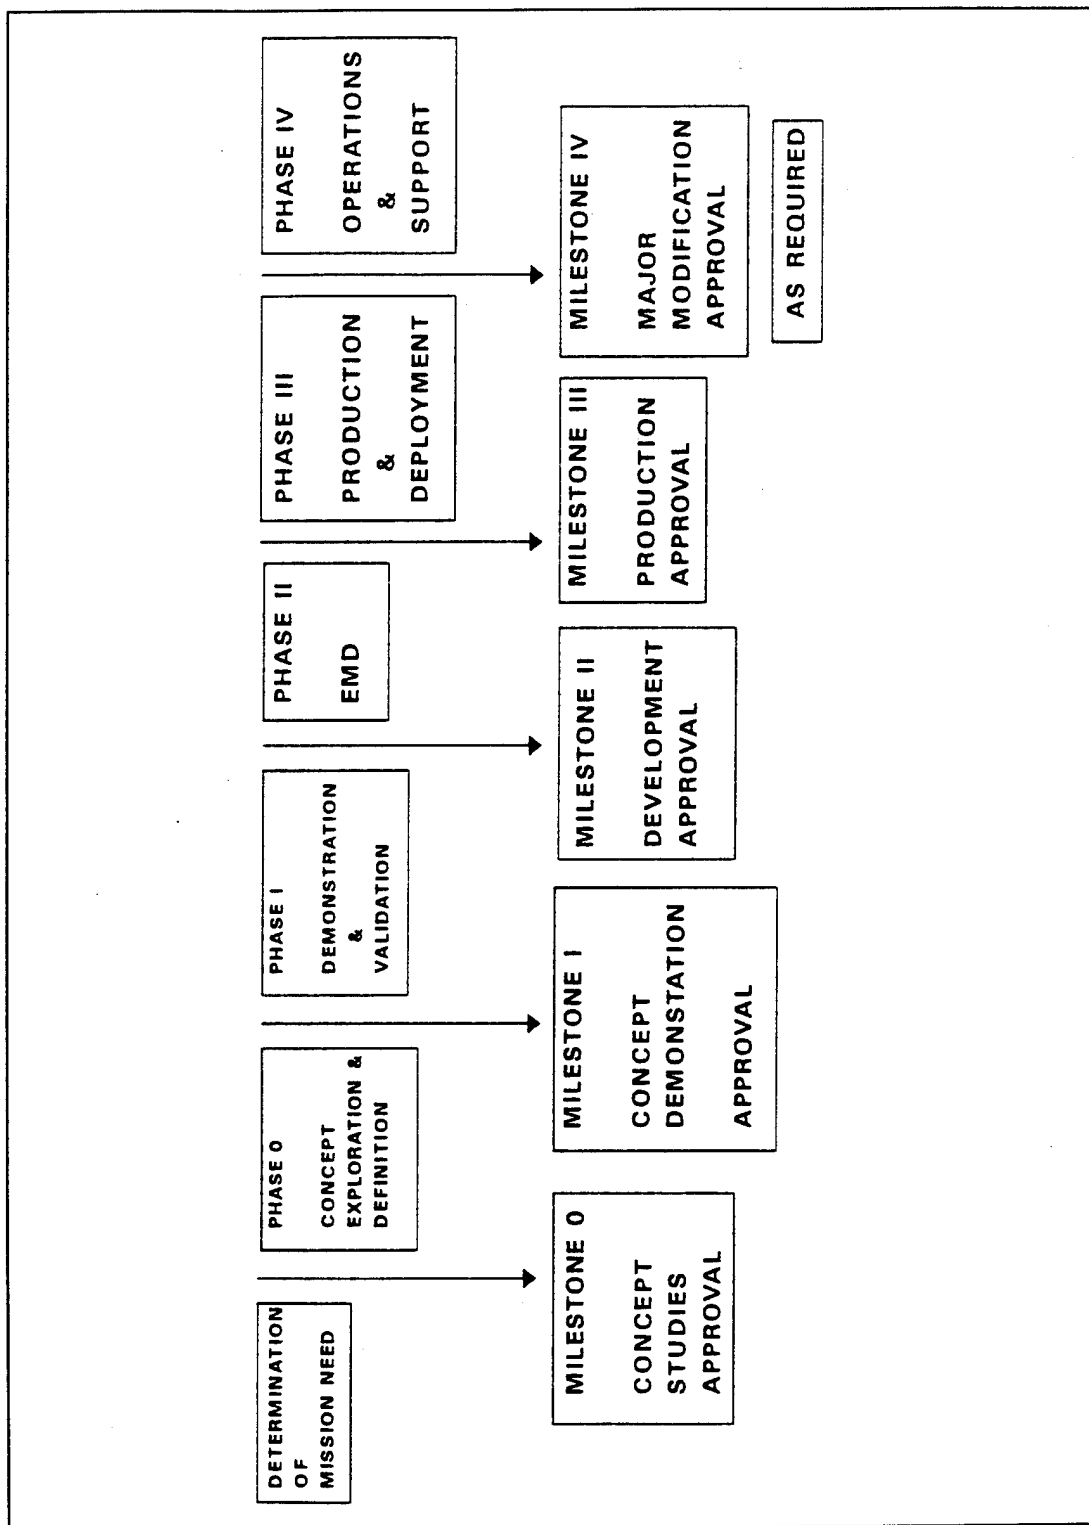 DETERMINATION
OF
MISSION NEED
PHASE 0
CONCEPT
EXPLORATION &
DEFINITION
PHASE I
DEMONSTRATION
&
VALIDATION
PHASE II
EMD
PHASE III
PRODUCTION
&
DEPLOYMENT
PHASE IV
OPERATIONS
&
SUPPORT
MILESTONE 0
CONCEPT
STUDIES
APPROVAL
MILESTONE I
CONCEPT
DEMONSTATION
APPROVAL
MILESTONE II
DEVELOPMENT
APPROVAL
MILESTONE III
PRODUCTION
APPROVAL
MILESTONE IV
MAJOR
MODIFICATION
APPROVAL
AS REQUIRED